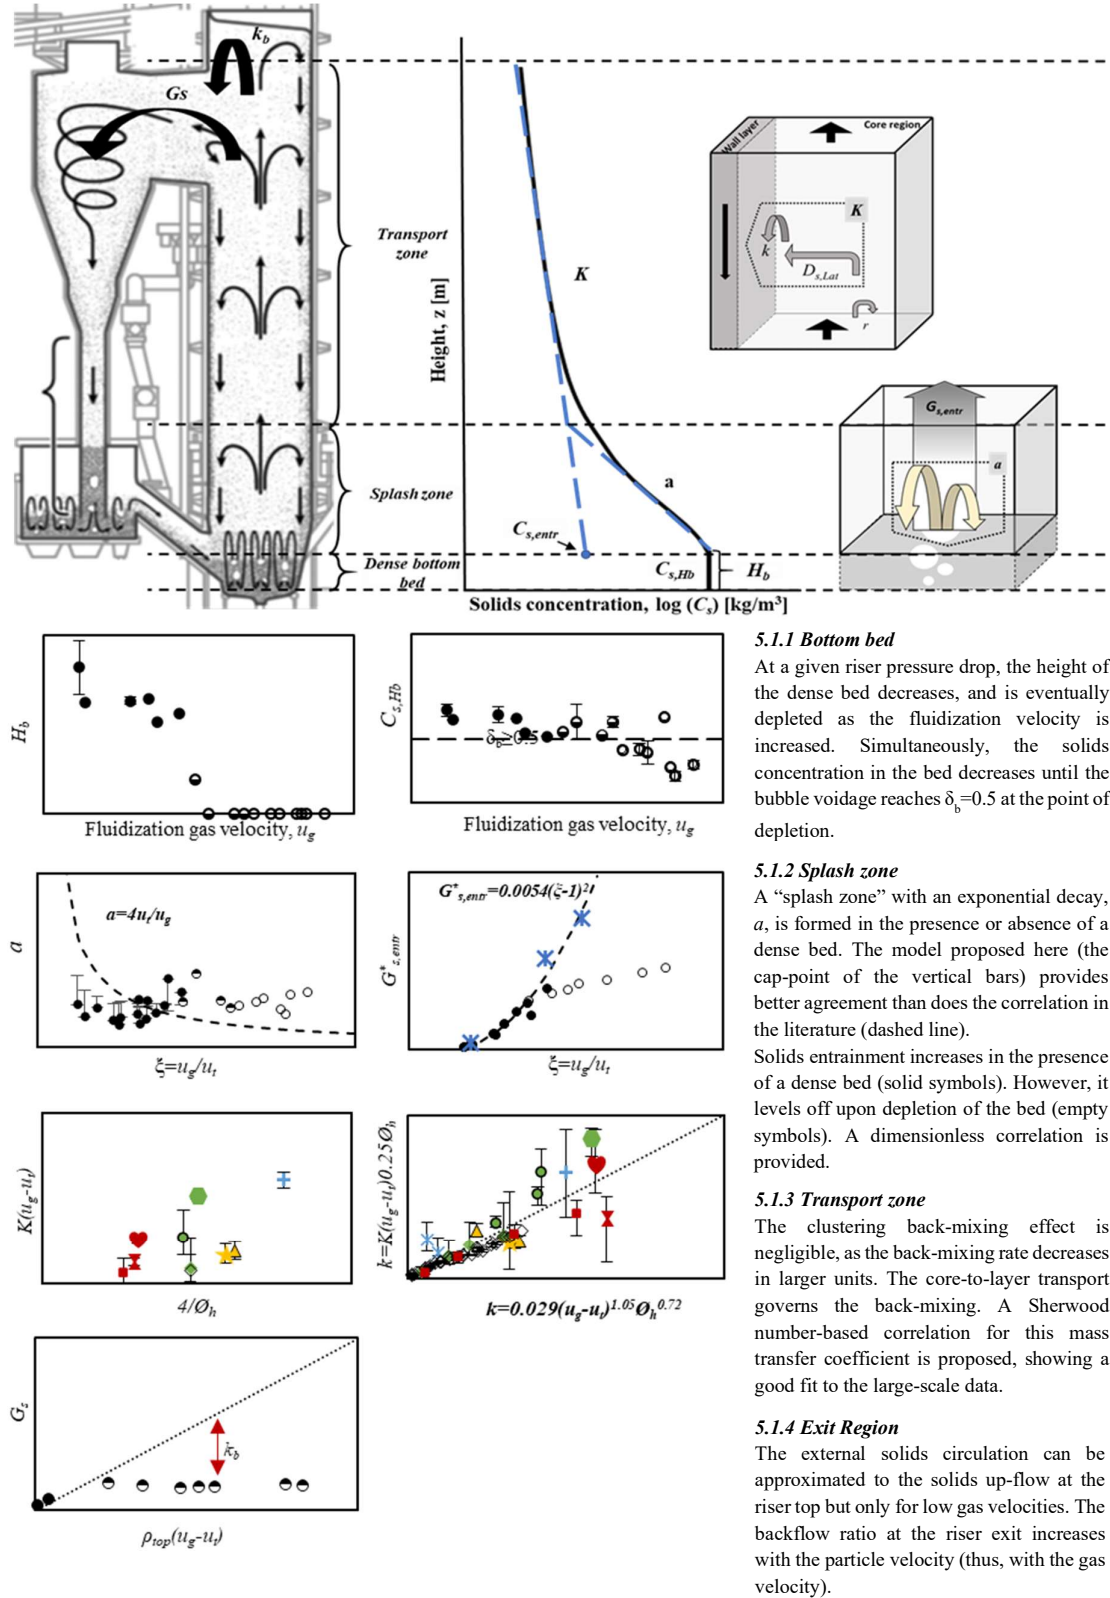 k_b
Gs
Transport
zone
Splash zone
Dense bottom
bed
Height, z [m]
K
a
C_{s,entr}
C_{s,Hb}
H_b
Solids concentration, log (C_s) [kg/m³]
Wall layer
Core region
K
k
D_{s,Lat}
r
G_{s,entr}
a
H_b
Fluidization gas velocity, u_g
C_{s,Hb}
δ_b≥0.5
Fluidization gas velocity, u_g
5.1.1 Bottom bed
At a given riser pressure drop, the height of
the dense bed decreases, and is eventually
depleted as the fluidization velocity is
increased. Simultaneously, the solids
concentration in the bed decreases until the
bubble voidage reaches δ_b=0.5 at the point of
depletion.
a
a=4u_t/u_g
ξ=u_g/u_t
G*_{s,entr}
G*_{s,entr}=0.0054(ξ-1)²
ξ=u_g/u_t
5.1.2 Splash zone
A “splash zone” with an exponential decay,
a, is formed in the presence or absence of a
dense bed. The model proposed here (the
cap-point of the vertical bars) provides
better agreement than does the correlation in
the literature (dashed line).
Solids entrainment increases in the presence
of a dense bed (solid symbols). However, it
levels off upon depletion of the bed (empty
symbols). A dimensionless correlation is
provided.
K(u_g-u_t)
4/Ø_h
k=K(u_g-u_t)0.25Ø_h
k=0.029(u_g-u_t)^{1.05}Ø_h^{0.72}
5.1.3 Transport zone
The clustering back-mixing effect is
negligible, as the back-mixing rate decreases
in larger units. The core-to-layer transport
governs the back-mixing. A Sherwood
number-based correlation for this mass
transfer coefficient is proposed, showing a
good fit to the large-scale data.
G_s
k_b
ρ_{top}(u_g-u_t)
5.1.4 Exit Region
The external solids circulation can be
approximated to the solids up-flow at the
riser top but only for low gas velocities. The
backflow ratio at the riser exit increases
with the particle velocity (thus, with the gas
velocity).